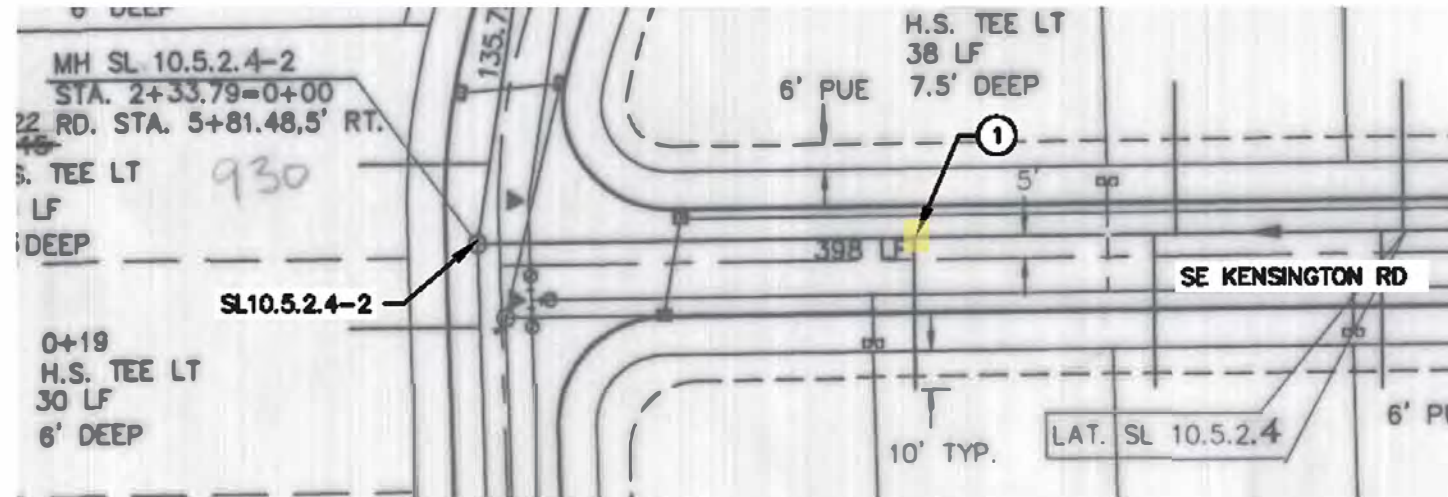 6' DEEP
MH SL 10.5.2.4-2
STA. 2+33.79=0+00
22 RD. STA. 5+81.48,5' RT.
S. TEE LT
930
LF
DEEP
SL10.5.2.4-2
0+19
H.S. TEE LT
30 LF
6' DEEP
135.7
H.S. TEE LT
38 LF
7.5' DEEP
6' PUE
1
5'
398 LF
SE KENSINGTON RD
10' TYP.
LAT. SL 10.5.2.4
6' PU